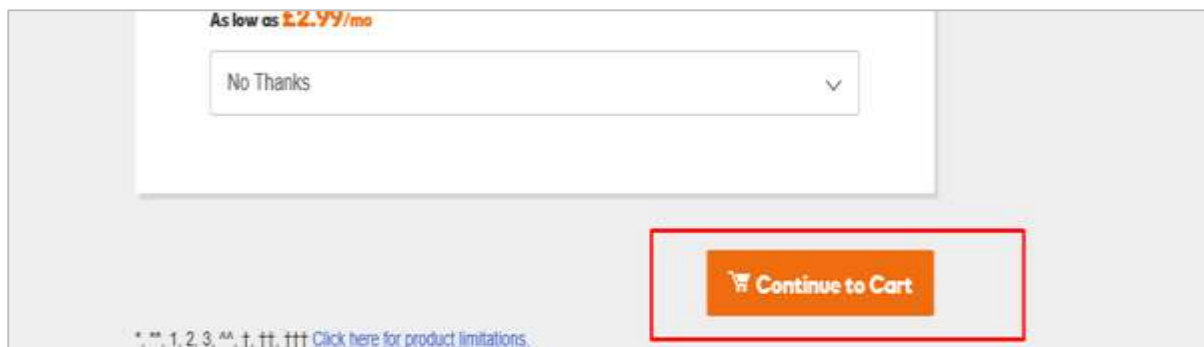 As low as £2.99/mo
No Thanks
Continue to Cart
*, **, 1, 2, 3, ^^, †, ††, ††† Click here for product limitations.